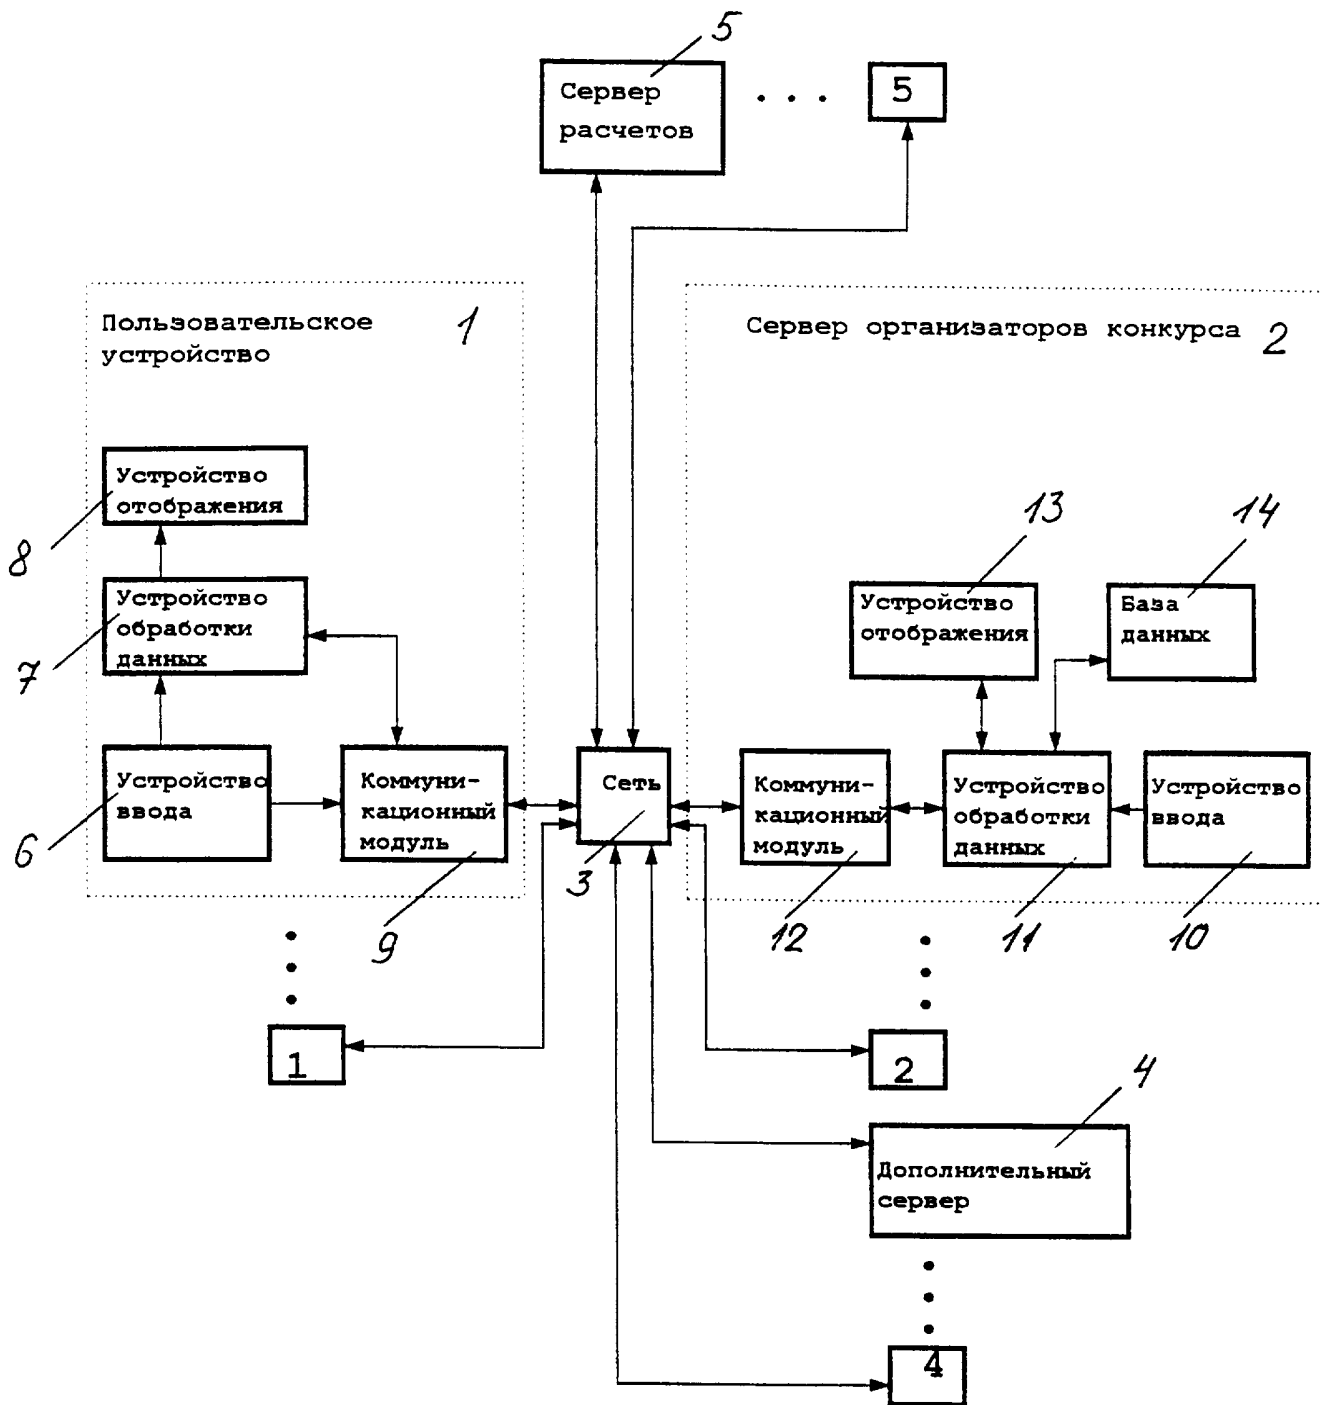 5
Сервер
расчетов
5
Пользовательское
устройство
1
Сервер организаторов конкурса 2
Устройство
отображения
8
Устройство
обработки
данных
7
Устройство
ввода
6
Коммуни-
кационный
модуль
9
Сеть
3
13
14
Устройство
отображения
База
данных
Коммуни-
кационный
модуль
Устройство
обработки
данных
Устройство
ввода
12
11
10
1
2
4
Дополнительный
сервер
4